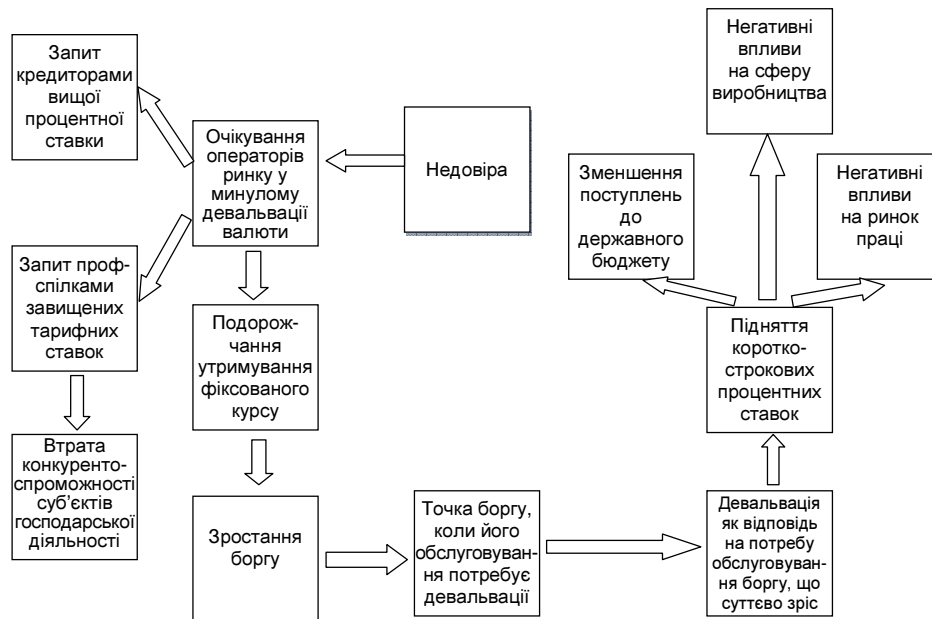 Запит
кредиторами
вищої
процентної
ставки
Очікування
операторів
ринку у
минулому
девальвації
валюти
Недовіра
Негативні
впливи
на сферу
виробництва
Зменшення
поступлень
до
державного
бюджету
Негативні
впливи
на ринок
праці
Запит проф-
спілками
завищених
тарифних
ставок
Подорож-
чання
утримування
фіксованого
курсу
Підняття
коротко-
строкових
процентних
ставок
Втрата
конкуренто-
спроможності
суб’єктів
господарської
діяльності
Зростання
боргу
Точка боргу,
коли його
обслуговуван-
ня потребує
девальвації
Девальвація
як відповідь
на потребу
обслуговуван-
ня боргу, що
суттєво зріс